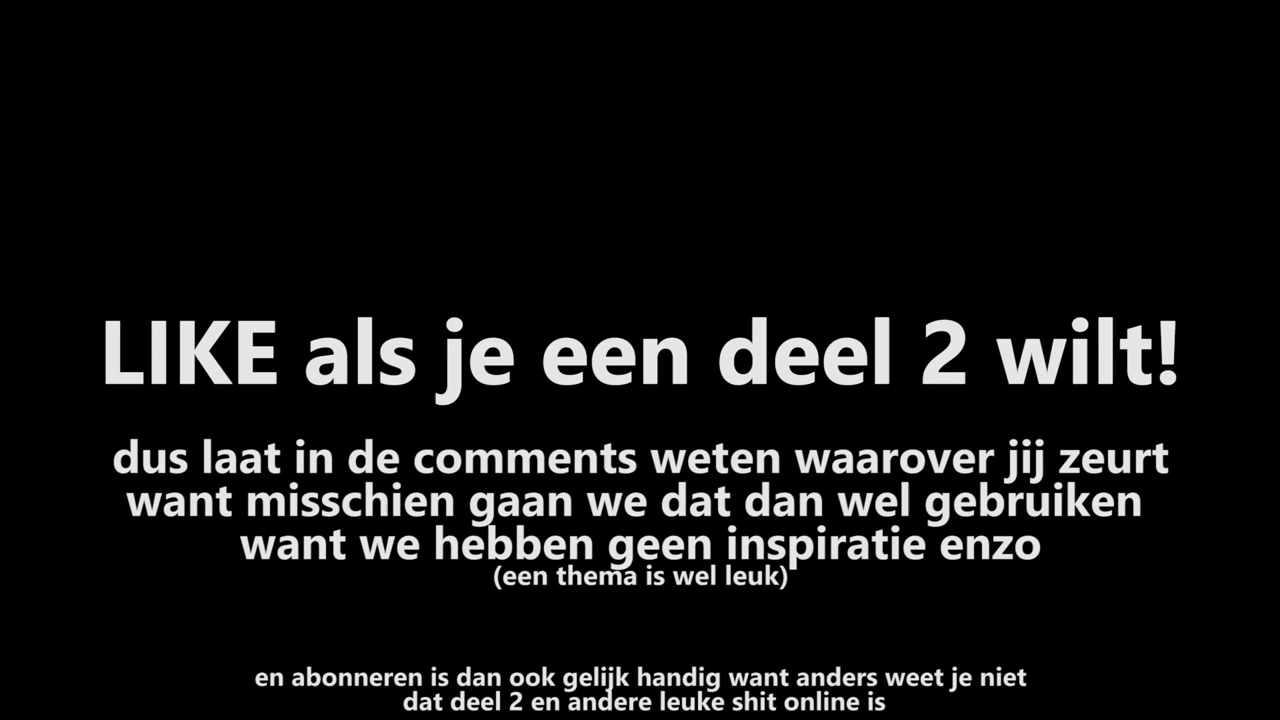 LIKE als je een deel 2 wilt!
dus laat in de comments weten waarover jij zeurt
want misschien gaan we dat dan wel gebruiken
want we hebben geen inspiratie enzo
(een thema is wel leuk)
en abonneren is dan ook gelijk handig want anders weet je niet
dat deel 2 en andere leuke shit online is